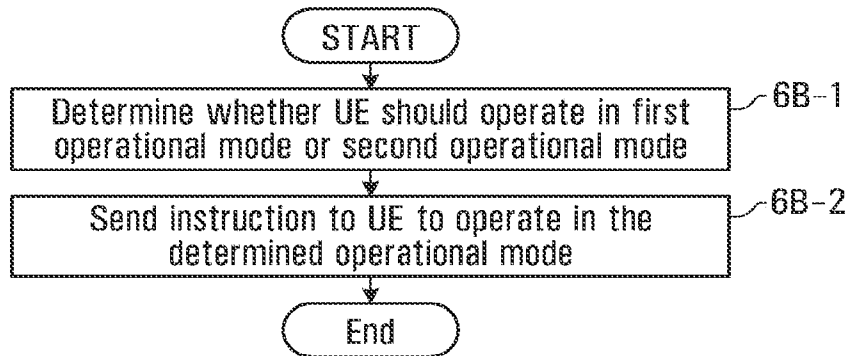 START
Determine whether UE should operate in first
operational mode or second operational mode
6B-1
Send instruction to UE to operate in the
determined operational mode
6B-2
End